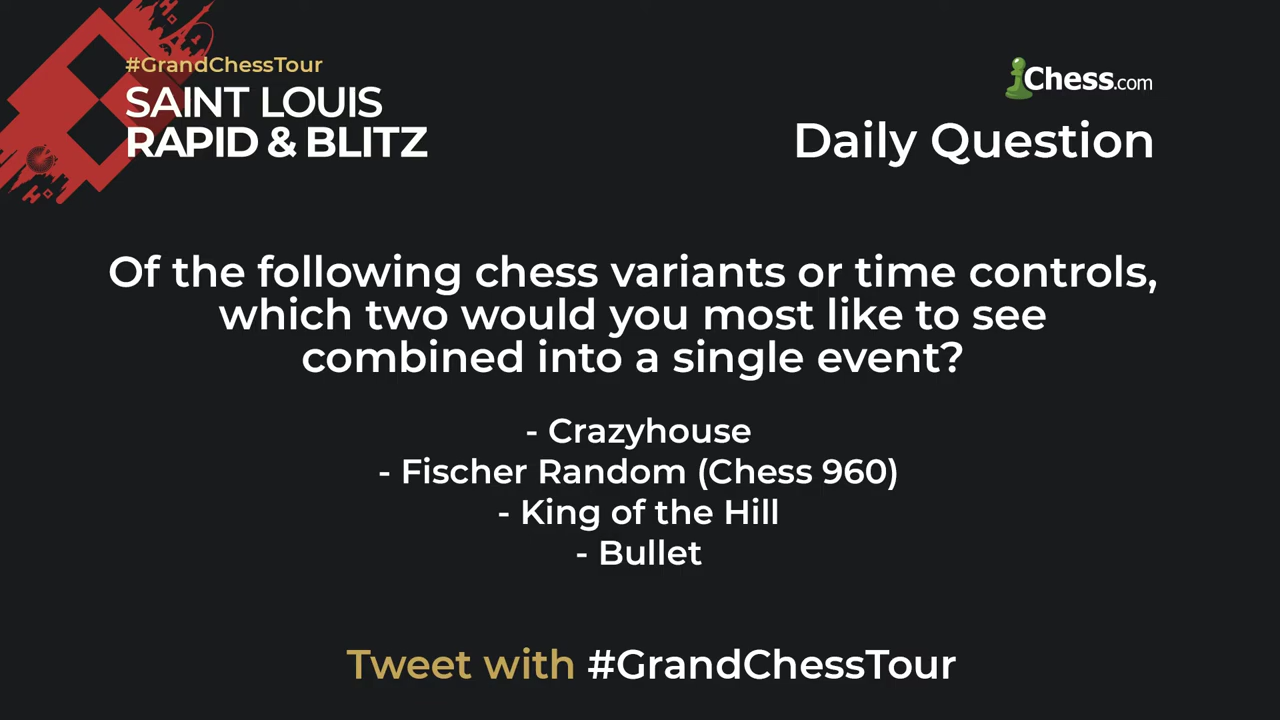 #GrandChessTour
SAINT LOUIS
RAPID & BLITZ
Chess.com
Daily Question
Of the following chess variants or time controls,
which two would you most like to see
combined into a single event?
- Crazyhouse
- Fischer Random (Chess 960)
- King of the Hill
- Bullet
Tweet with #GrandChessTour